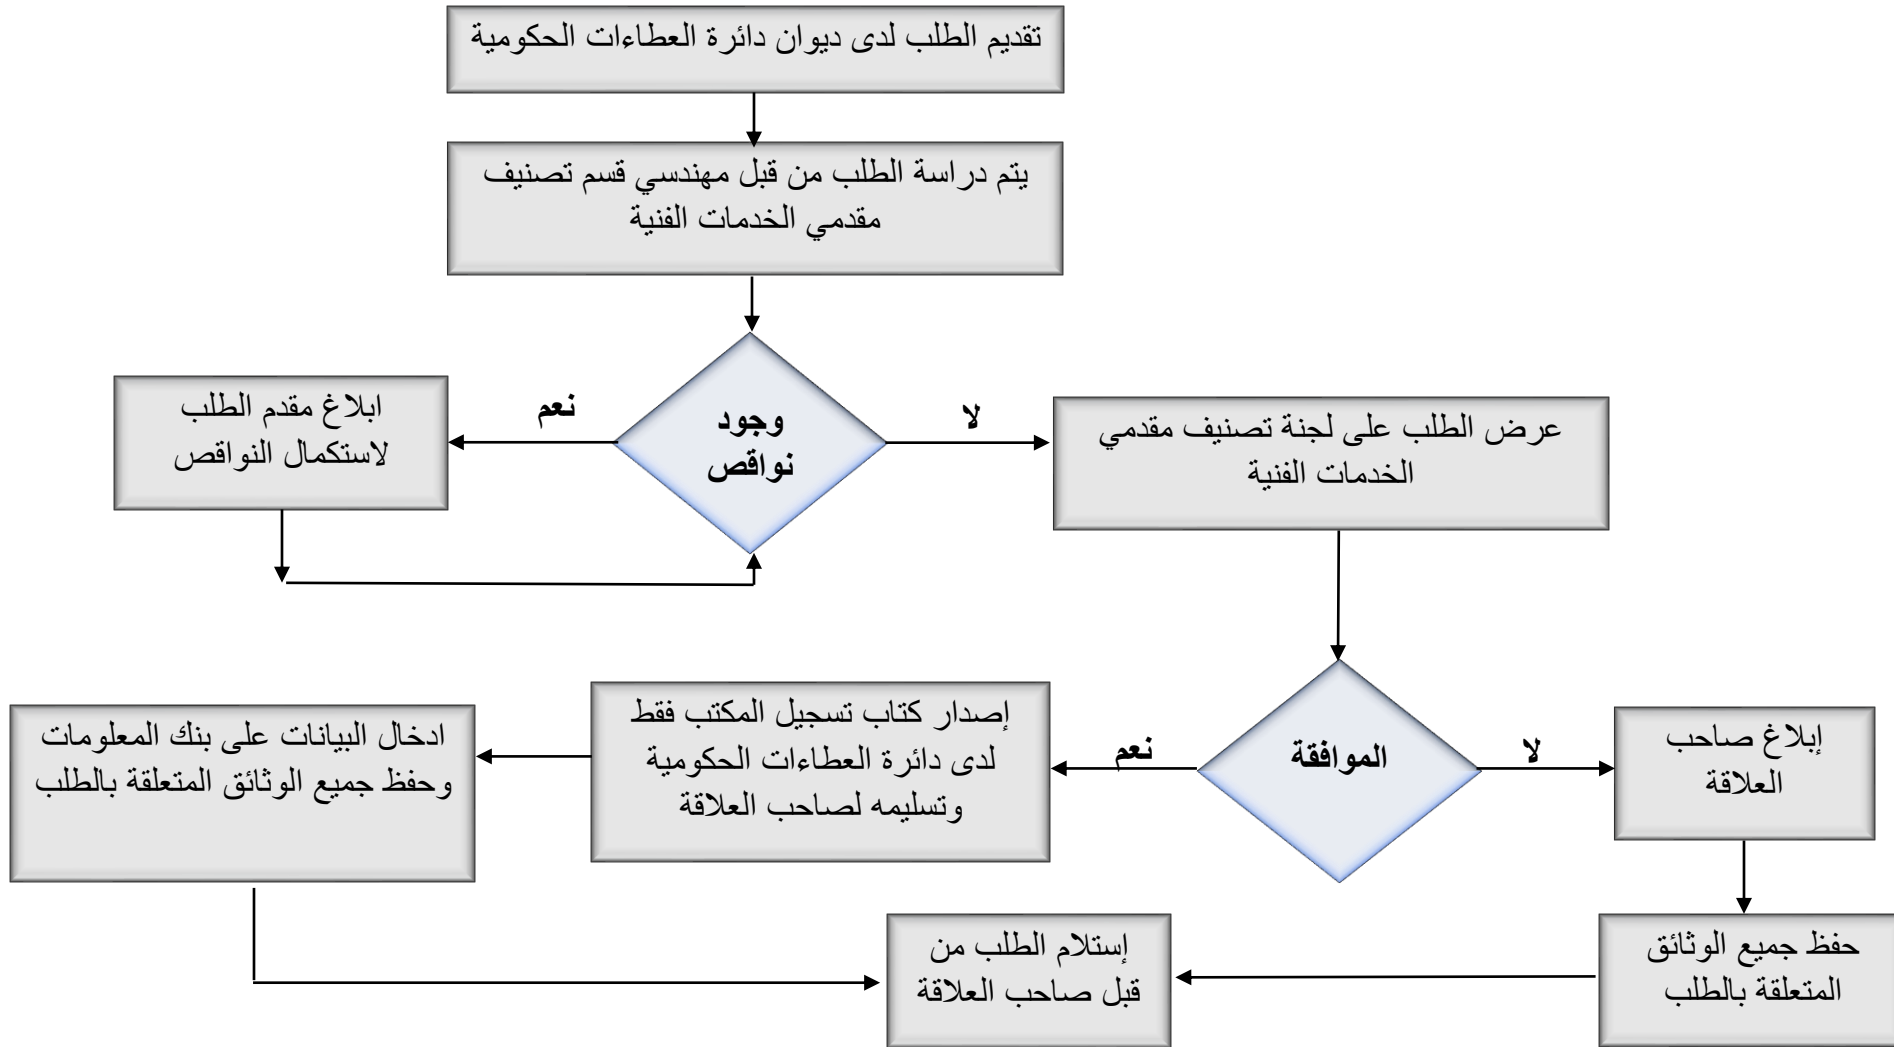 تقديم الطلب لدى ديوان دائرة العطاءات الحكومية
يتم دراسة الطلب من قبل مهندسي قسم تصنيف
مقدمي الخدمات الفنية
وجود
نواقص
نعم
ابلاغ مقدم الطلب
لاستكمال النواقص
لا
عرض الطلب على لجنة تصنيف مقدمي
الخدمات الفنية
الموافقة
لا
إبلاغ صاحب
العلاقة
نعم
إصدار كتاب تسجيل المكتب فقط
لدى دائرة العطاءات الحكومية
وتسليمه لصاحب العلاقة
ادخال البيانات على بنك المعلومات
وحفظ جميع الوثائق المتعلقة بالطلب
حفظ جميع الوثائق
المتعلقة بالطلب
إستلام الطلب من
قبل صاحب العلاقة